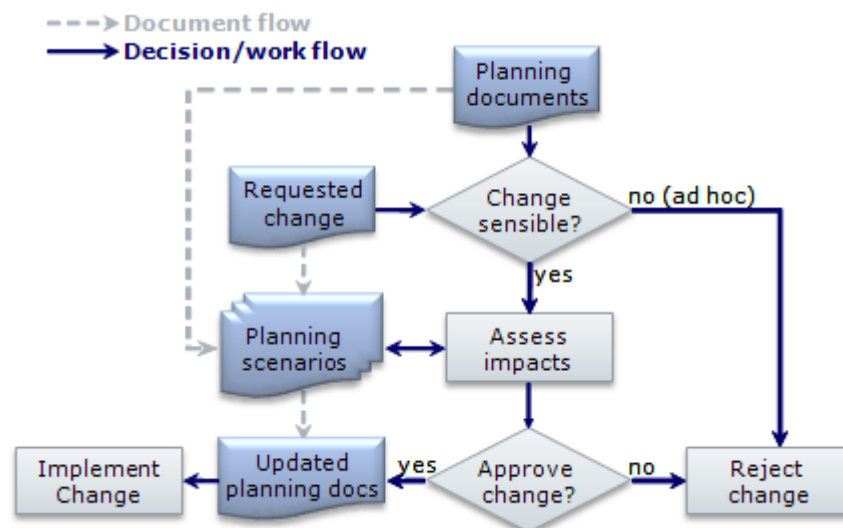 Document flow
Decision/work flow
Planning
documents
Requested
change
Change
sensible?
no (ad hoc)
yes
Planning
scenarios
Assess
impacts
Implement
Change
Updated
planning docs
yes
Approve
change?
no
Reject
change